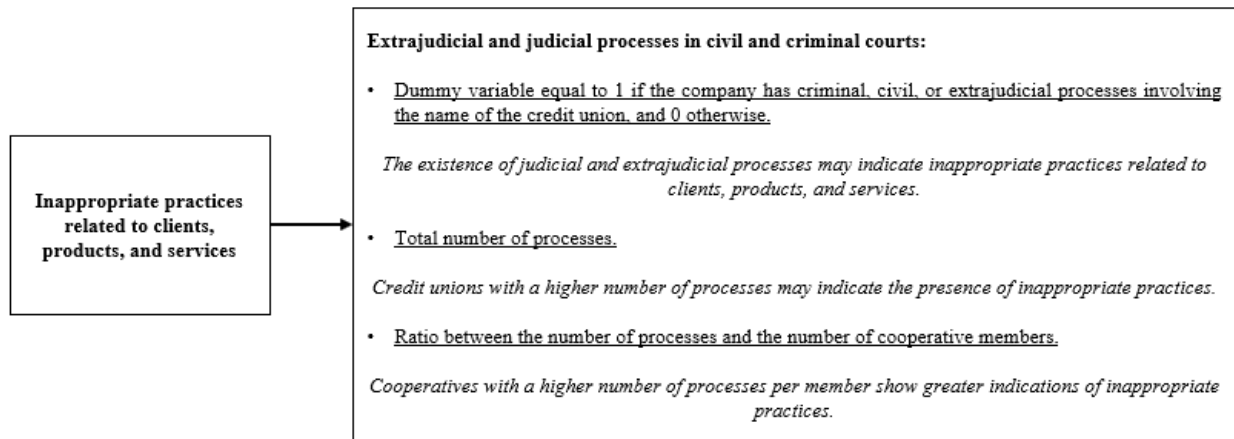 Inappropriate practices
related to clients,
products, and services
Extrajudicial and judicial processes in civil and criminal courts:
• Dummy variable equal to 1 if the company has criminal, civil, or extrajudicial processes involving
the name of the credit union, and 0 otherwise.
The existence of judicial and extrajudicial processes may indicate inappropriate practices related to
clients, products, and services.
• Total number of processes.
Credit unions with a higher number of processes may indicate the presence of inappropriate practices.
• Ratio between the number of processes and the number of cooperative members.
Cooperatives with a higher number of processes per member show greater indications of inappropriate
practices.